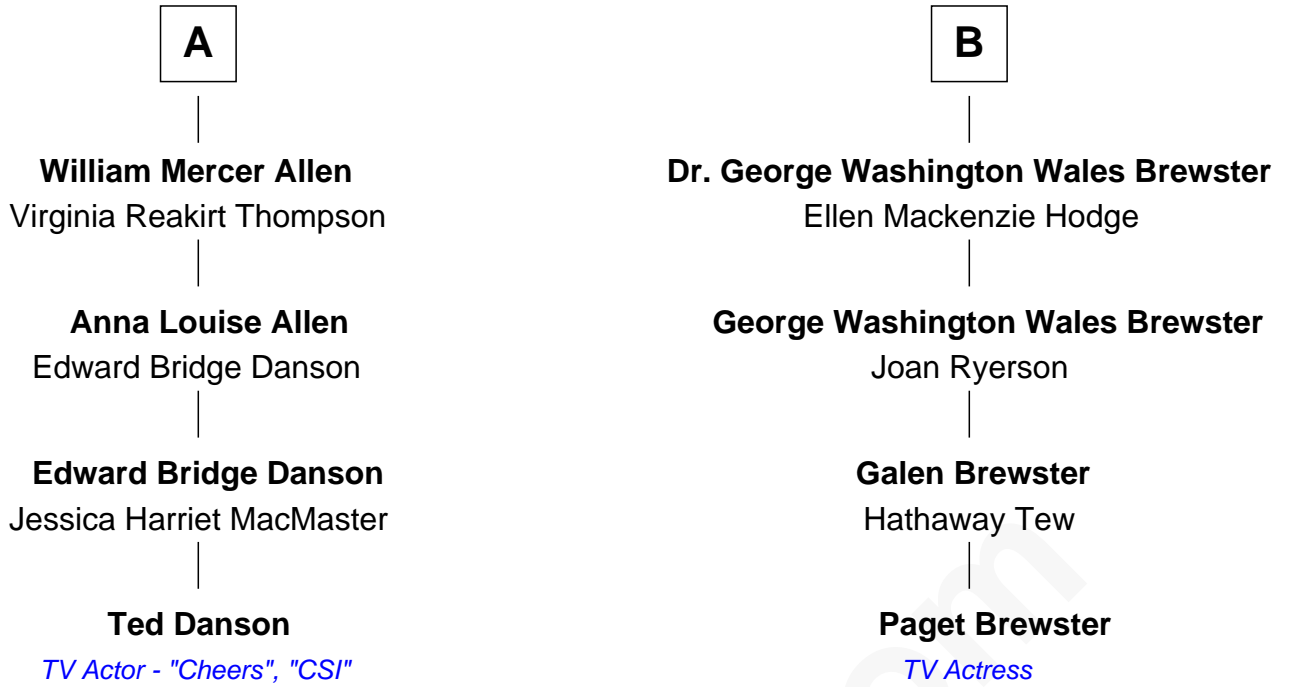 A
B
William Mercer Allen
Virginia Reakirt Thompson
Dr. George Washington Wales Brewster
Ellen Mackenzie Hodge
Anna Louise Allen
Edward Bridge Danson
George Washington Wales Brewster
Joan Ryerson
Edward Bridge Danson
Jessica Harriet MacMaster
Galen Brewster
Hathaway Tew
Ted Danson
TV Actor - "Cheers", "CSI"
Paget Brewster
TV Actress